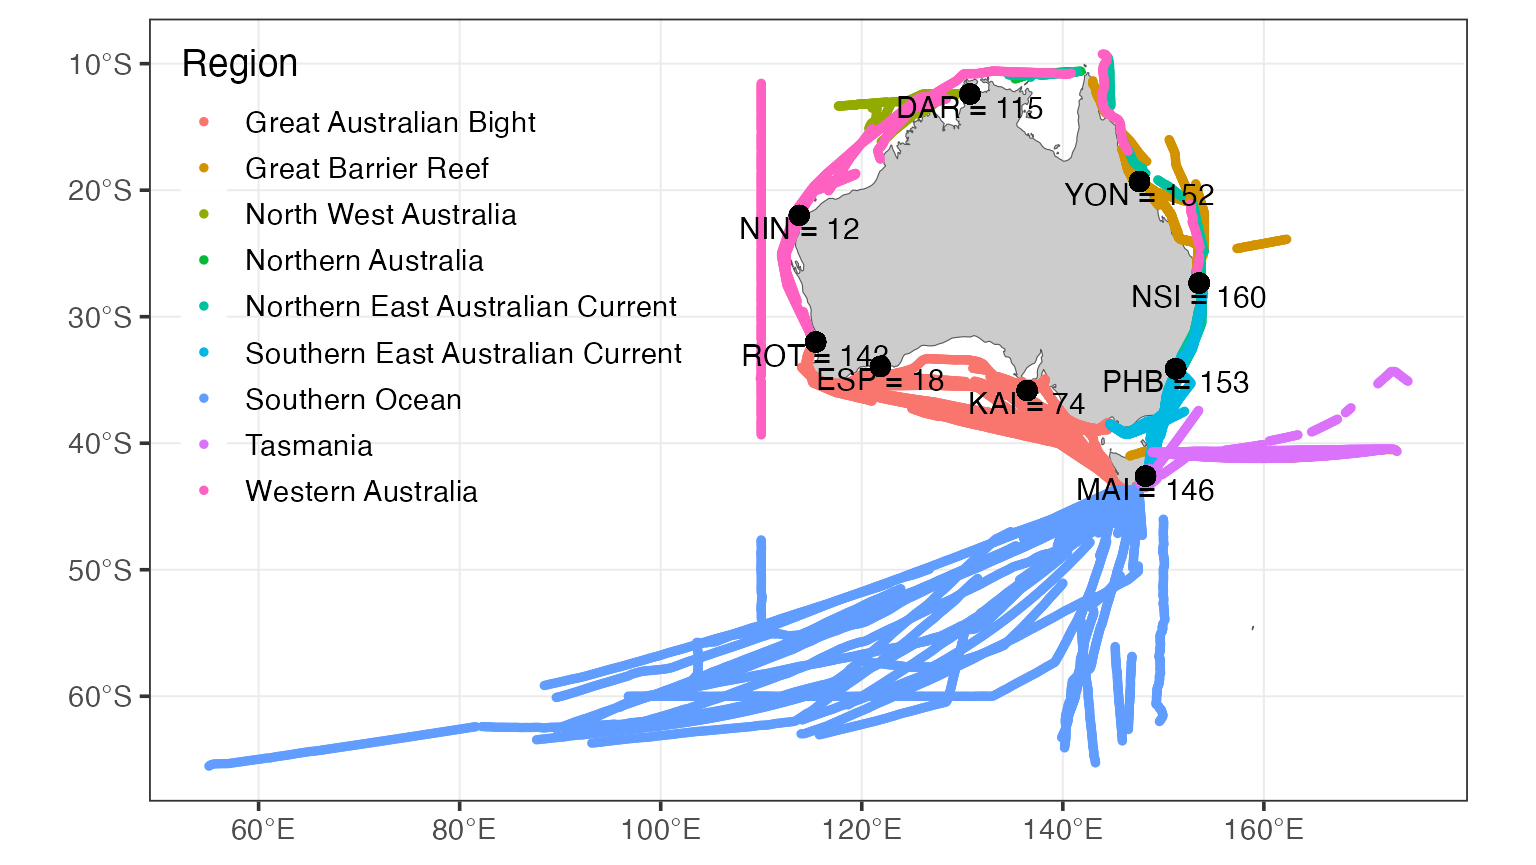 Region
Great Australian Bight
Great Barrier Reef
North West Australia
Northern Australia
Northern East Australian Current
Southern East Australian Current
Southern Ocean
Tasmania
Western Australia
DAR = 115
YON = 152
NIN = 12
NSI = 160
ROT = 142
ESP = 18
PHB = 153
KAI = 74
MAI = 146
10°S
20°S
30°S
40°S
50°S
60°S
60°E
80°E
100°E
120°E
140°E
160°E